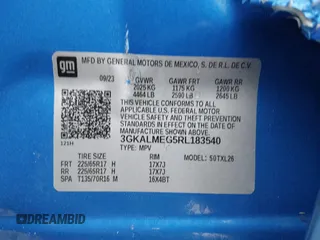 gm
MFD BY GENERAL MOTORS DE MEXICO, S. DE R.L. DE C.V.
09/23 GVWR GAWR FRT GAWR RR
2025 KG 1175 KG 1200 KG
4464 LB 2590 LB 2645 LB
THIS VEHICLE CONFORMS TO ALL
APPLICABLE U.S. FEDERAL MOTOR
VEHICLE SAFETY AND THEFT PREVENTION
STANDARDS IN EFFECT ON THE DATE OF
MANUFACTURE SHOWN ABOVE.
3GKALMEG5RL183540
121H TYPE: MPV
TIRE SIZE RIM MODEL: 
FRT 225/65R17 H 17X7J
RR 225/65R17 H 17X7J
SPA T135/70R16 M 16X4BT
© 2023 AUTOBIDMASTER